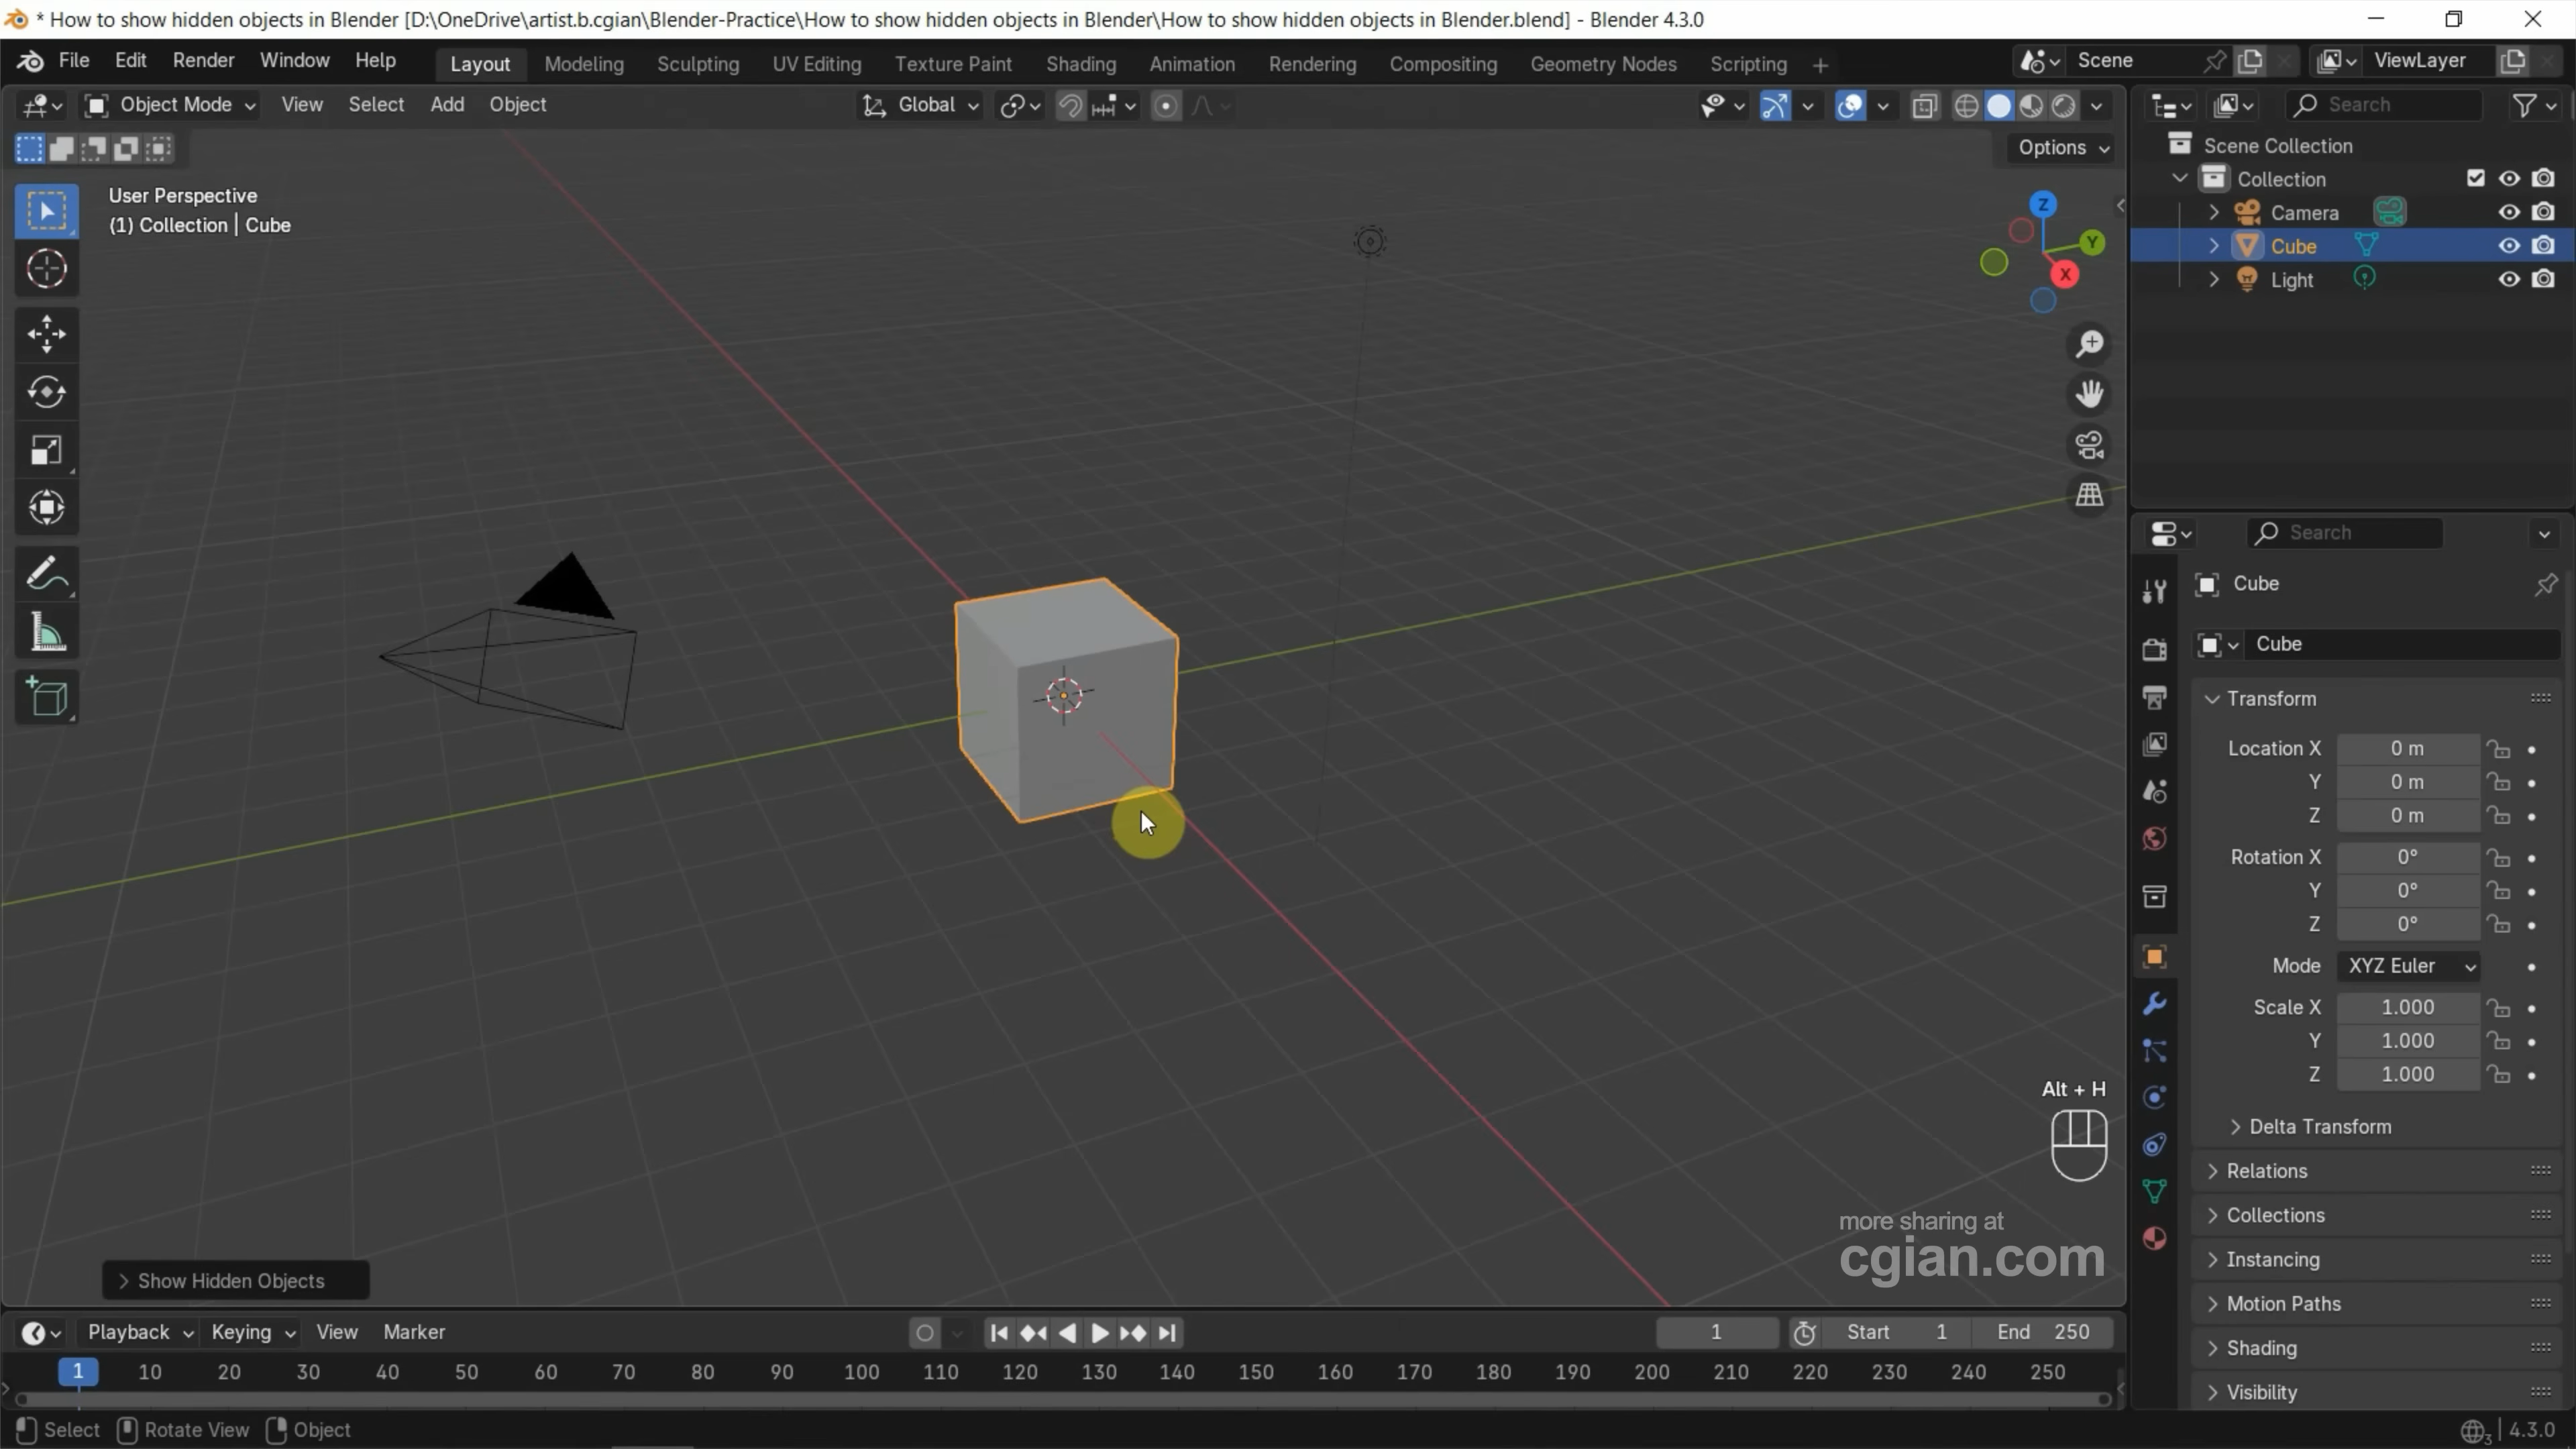 * How to show hidden objects in Blender [D:\OneDrive\artist.b.cgian\Blender-Practice\How to show hidden objects in Blender\How to show hidden objects in Blender.blend] - Blender 4.3.0
File Edit Render Window Help Layout Modeling Sculpting UV Editing Texture Paint Shading Animation Rendering Compositing Geometry Nodes Scripting + Scene ViewLayer
Object Mode View Select Add Object Global Search
Options
User Perspective
(1) Collection | Cube
Z
Y
X
Scene Collection
Collection
Camera
Cube
Light
Search
Cube
Cube
Transform
Location X 0 m
Y 0 m
Z 0 m
Rotation X 0°
Y 0°
Z 0°
Mode XYZ Euler
Scale X 1.000
Y 1.000
Z 1.000
Delta Transform
Relations
Collections
Instancing
Motion Paths
Shading
Visibility
Alt + H
more sharing at
cgian.com
Show Hidden Objects
Playback Keying View Marker 1 Start 1 End 250
1 10 20 30 40 50 60 70 80 90 100 110 120 130 140 150 160 170 180 190 200 210 220 230 240 250
Select Rotate View Object 3 4.3.0